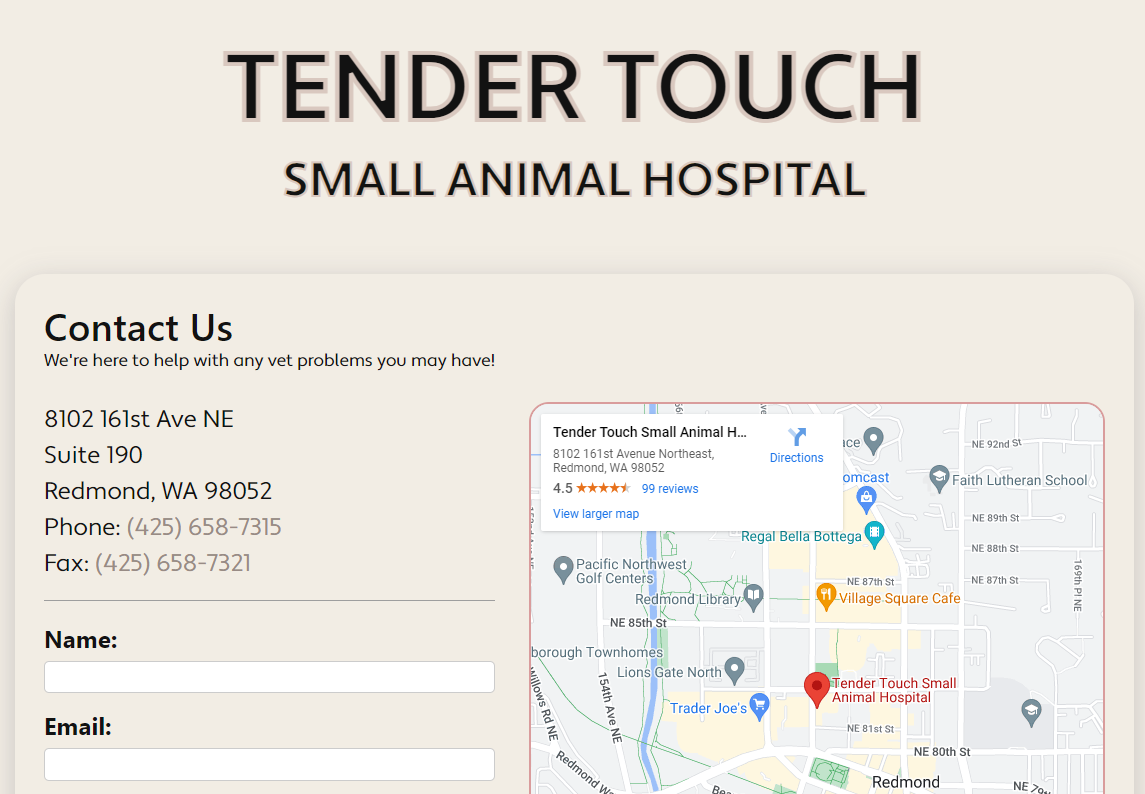 TENDER TOUCH
SMALL ANIMAL HOSPITAL
Contact Us
We're here to help with any vet problems you may have!
8102 161st Ave NE
Suite 190
Redmond, WA 98052
Phone: (425) 658-7315
Fax: (425) 658-7321
Name:
Email:
Tender Touch Small Animal H...
8102 161st Avenue Northeast,
Redmond, WA 98052
4.5
99 reviews
View larger map
Directions
NE 92nd St
Faith Lutheran School
NE 89th St
Regal Bella Bottega
NE 88th St
Pacific Northwest
Golf Centers
NE 87th St
NE 87th St
169th Pl NE
Redmond Library
Village Square Cafe
NE 85th St
Lions Gate North
Tender Touch Small
Animal Hospital
154th Ave NE
Willows Rd NE
Trader Joe's
NE 81st St
NE 80th St
Redmond